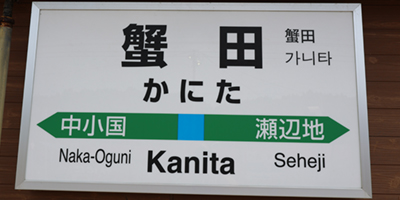 蟹田
蟹田
가니타
かにた
中小国 瀬辺地
Naka-Oguni Kanita Seheji